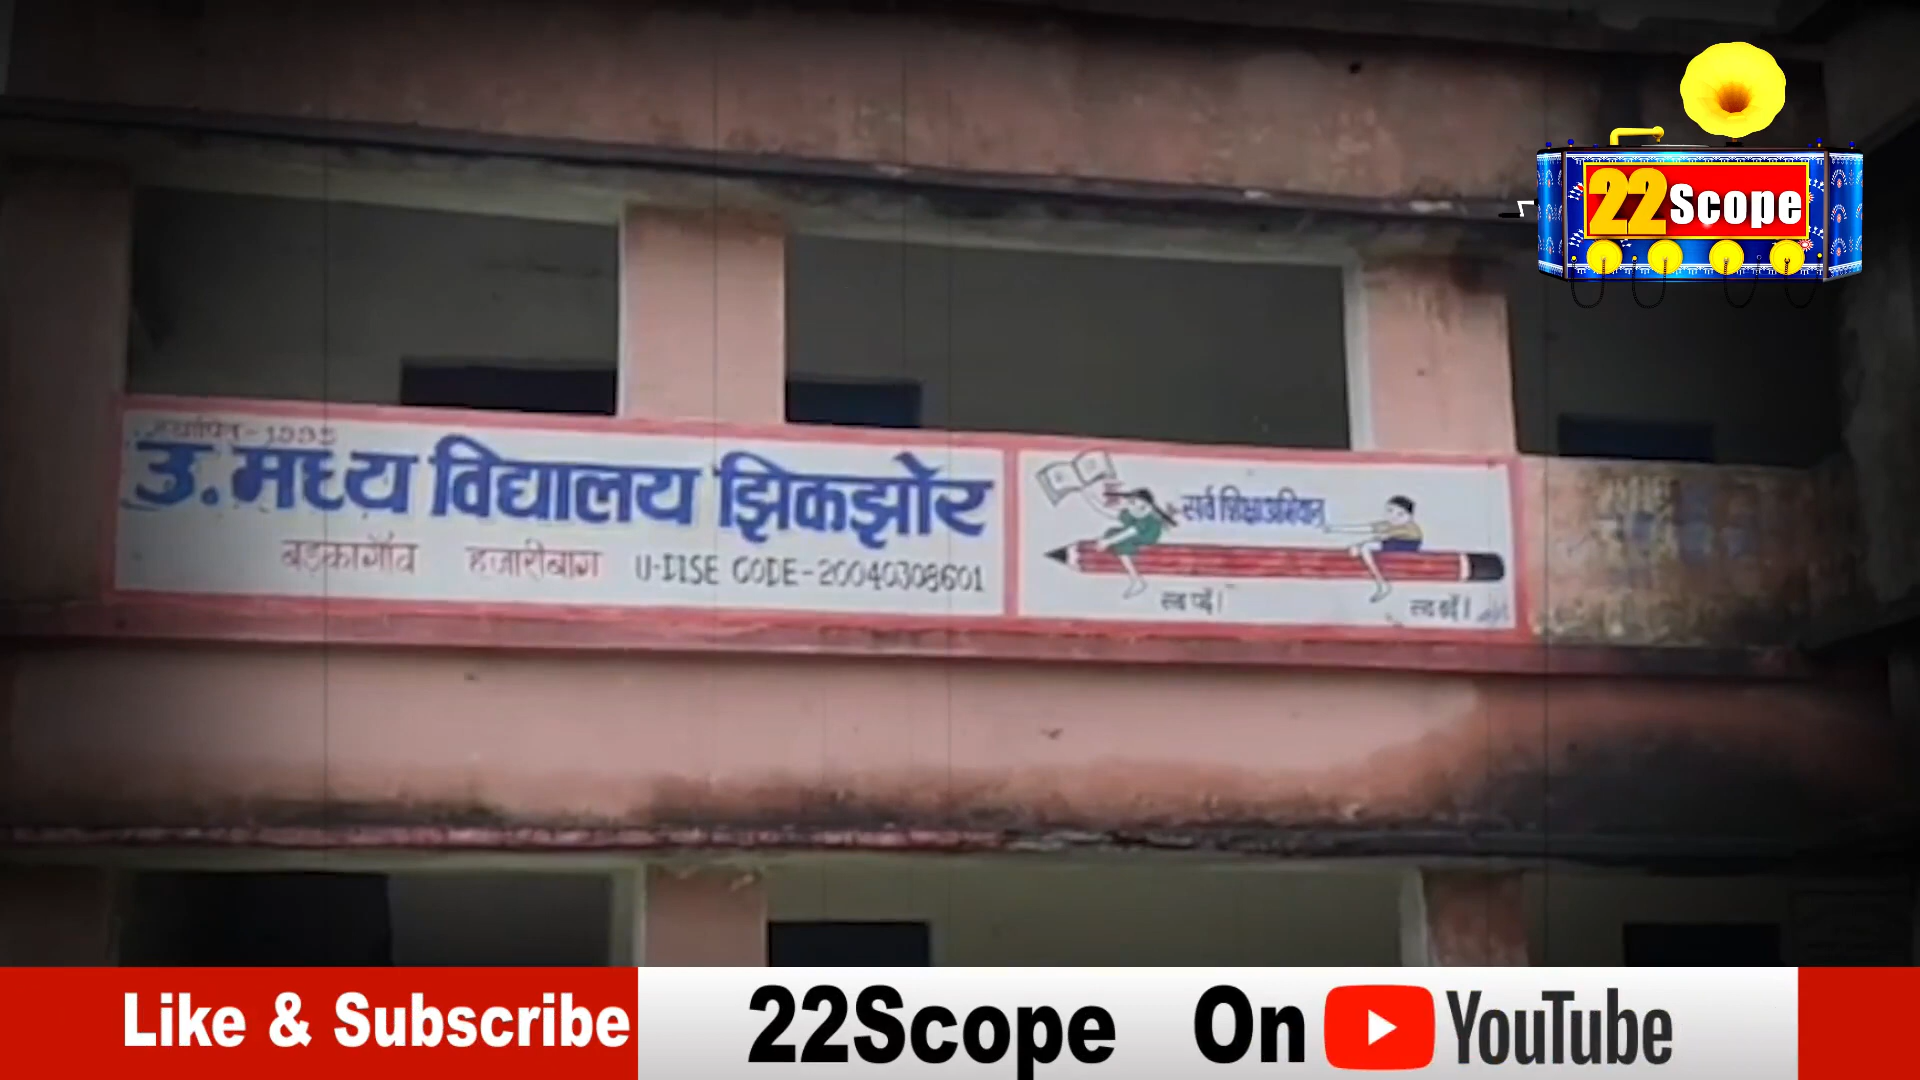 स्थापित-1995
उ.मध्य विद्यालय झिकझोर
बड़कागाँव हजारीबाग U-DISE CODE-20040308601
सर्व शिक्षा अभियान
सब पढ़ें।
सब बढ़ें।
22Scope
Like & Subscribe 22Scope On YouTube